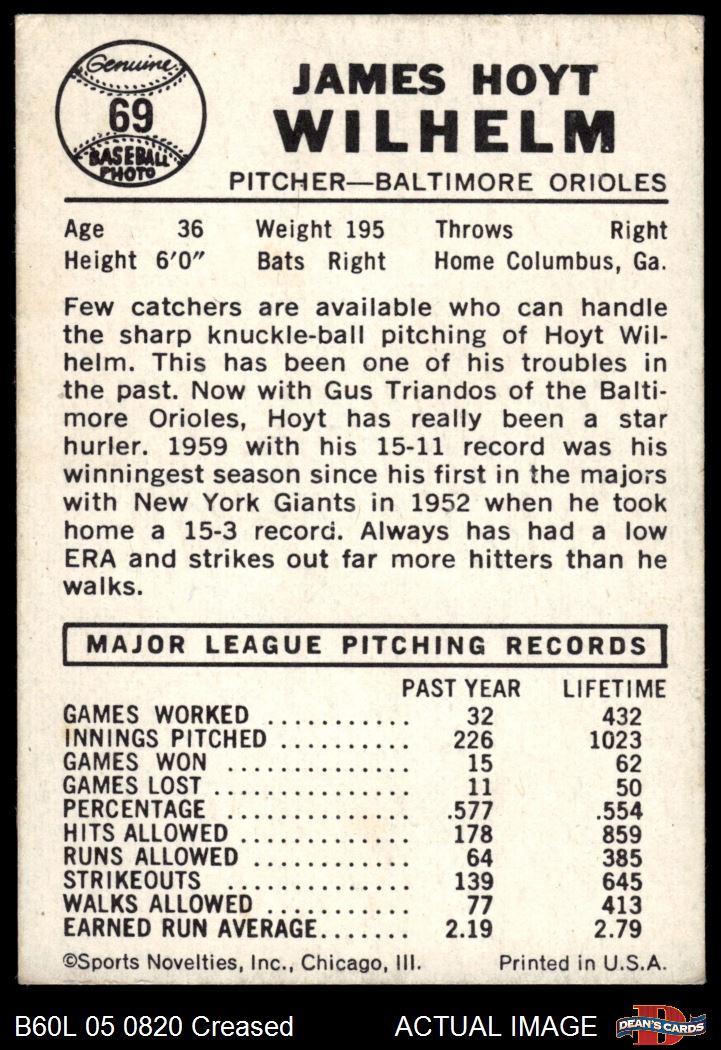 Genuine
69
BASEBALL
PHOTO
JAMES HOYT
WILHELM
PITCHER—BALTIMORE ORIOLES
Age 36 Weight 195 Throws Right
Height 6'0" Bats Right Home Columbus, Ga.
Few catchers are available who can handle
the sharp knuckle-ball pitching of Hoyt Wil-
helm. This has been one of his troubles in
the past. Now with Gus Triandos of the Balti-
more Orioles, Hoyt has really been a star
hurler. 1959 with his 15-11 record was his
winningest season since his first in the majors
with New York Giants in 1952 when he took
home a 15-3 record. Always has had a low
ERA and strikes out far more hitters than he
walks.
MAJOR LEAGUE PITCHING RECORDS
PAST YEAR LIFETIME
GAMES WORKED ........... 32 432
INNINGS PITCHED .......... 226 1023
GAMES WON .............. 15 62
GAMES LOST ............... 11 50
PERCENTAGE .............. .577 .554
HITS ALLOWED ............. 178 859
RUNS ALLOWED ............ 64 385
STRIKEOUTS .............. 139 645
WALKS ALLOWED ........... 77 413
EARNED RUN AVERAGE....... 2.19 2.79
©Sports Novelties, Inc., Chicago, Ill. Printed in U.S.A.
B60L 05 0820 Creased ACTUAL IMAGE DEAN'S CARDS